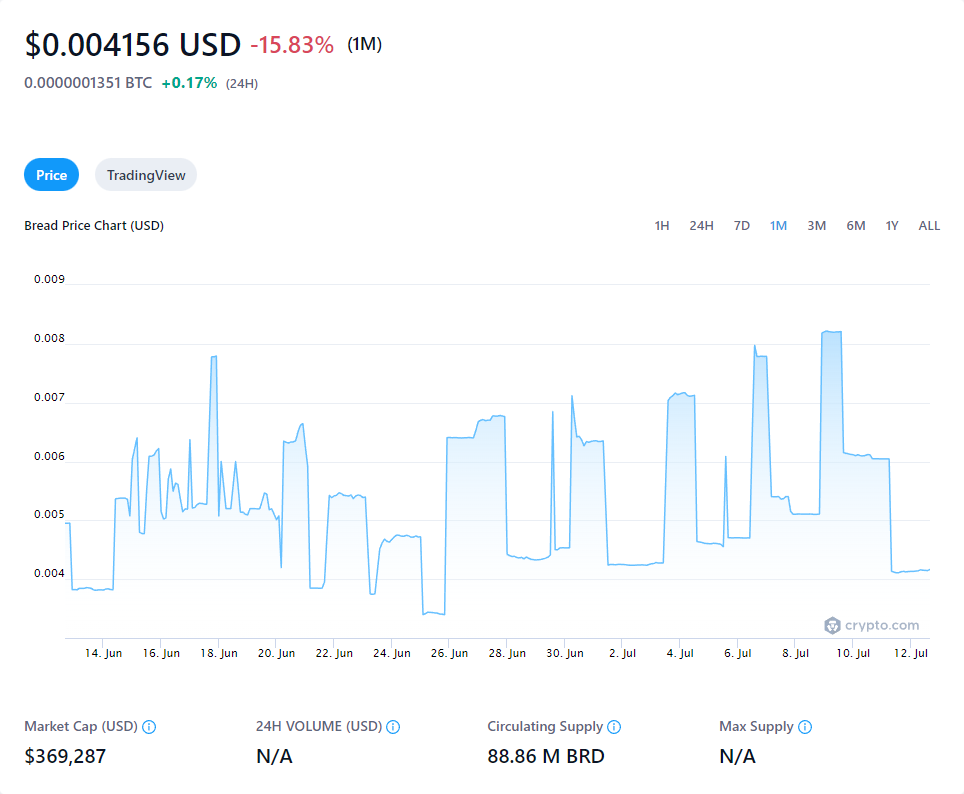 $0.004156 USD -15.83% (1M)
0.0000001351 BTC +0.17% (24H)
Price TradingView
Bread Price Chart (USD) 1H 24H 7D 1M 3M 6M 1Y ALL
0.009
0.008
0.007
0.006
0.005
0.004
crypto.com
14. Jun 16. Jun 18. Jun 20. Jun 22. Jun 24. Jun 26. Jun 28. Jun 30. Jun 2. Jul 4. Jul 6. Jul 8. Jul 10. Jul 12. Jul
Market Cap (USD) 24H VOLUME (USD) Circulating Supply Max Supply
$369,287 N/A 88.86 M BRD N/A